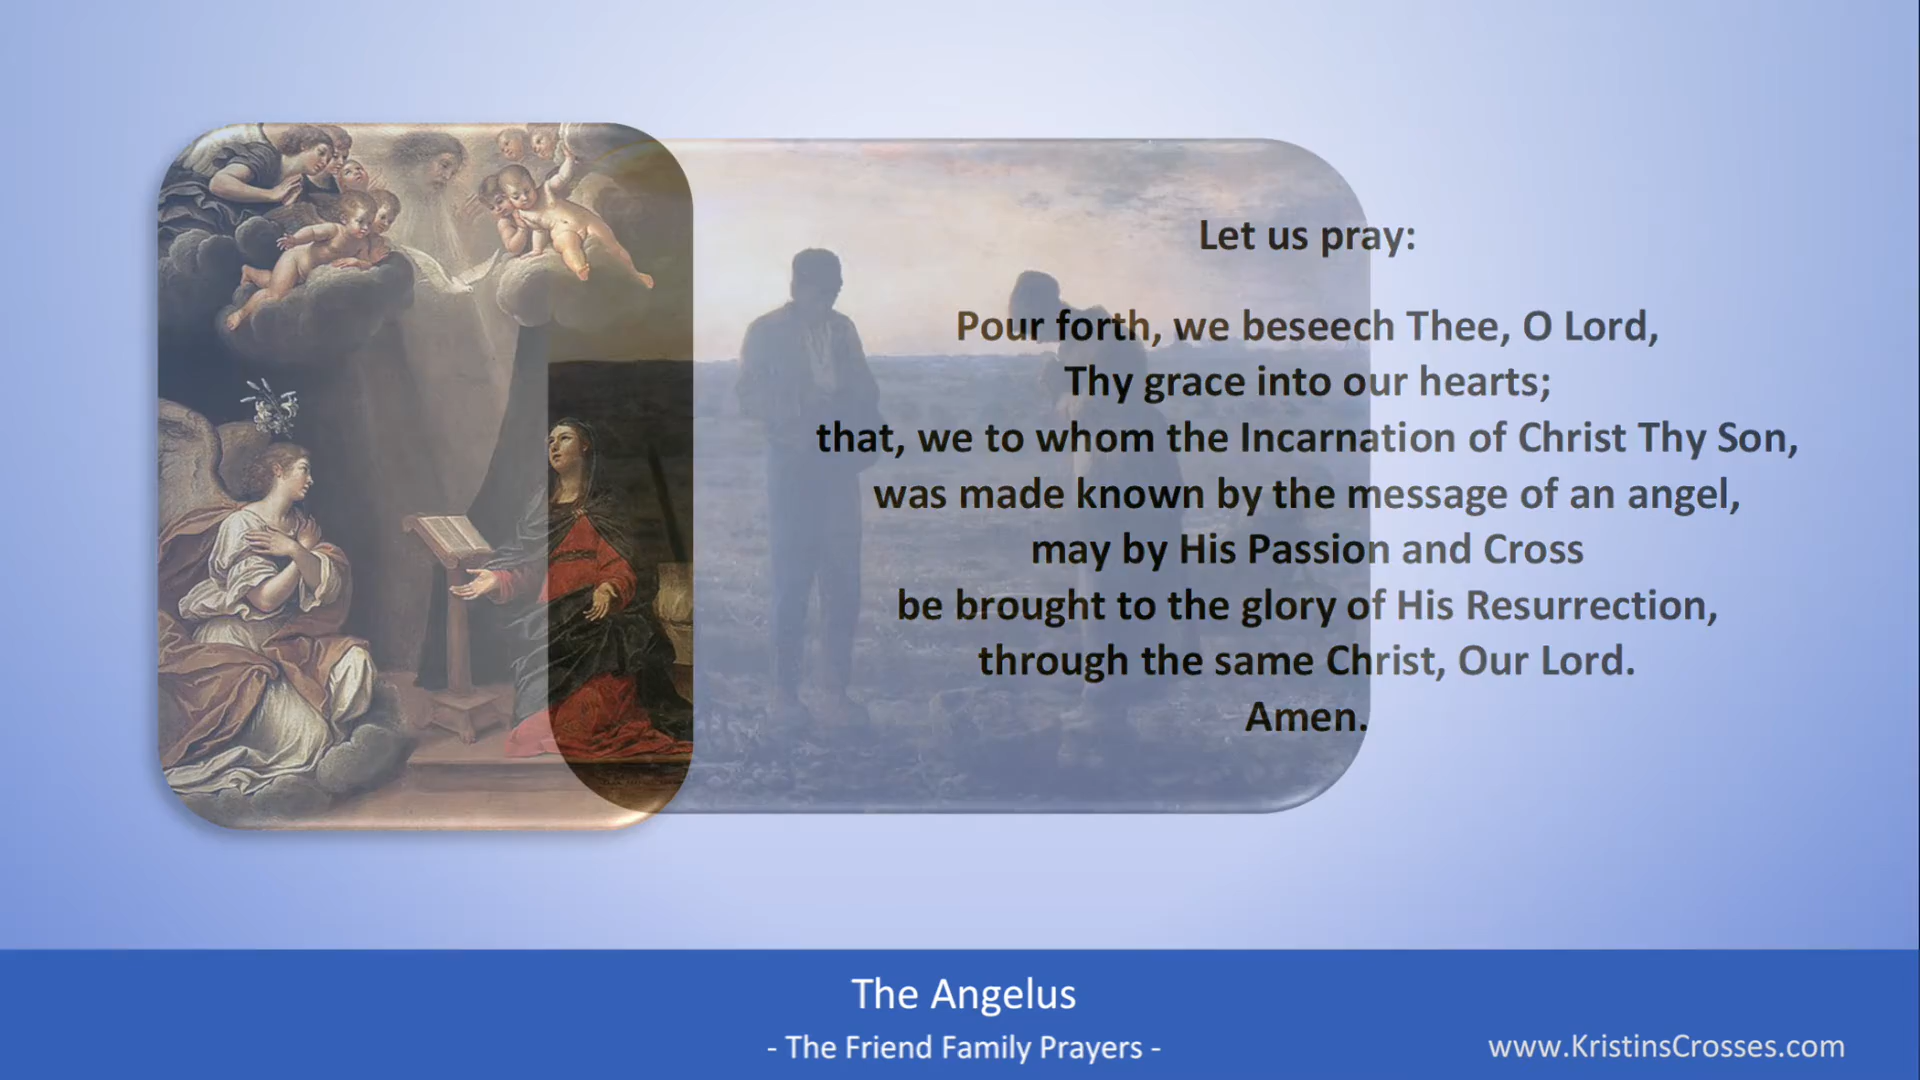 Let us pray:
Pour forth, we beseech Thee, O Lord,
Thy grace into our hearts;
that, we to whom the Incarnation of Christ Thy Son,
was made known by the message of an angel,
may by His Passion and Cross
be brought to the glory of His Resurrection,
through the same Christ, Our Lord.
Amen.
The Angelus
- The Friend Family Prayers -
www.KristinsCrosses.com